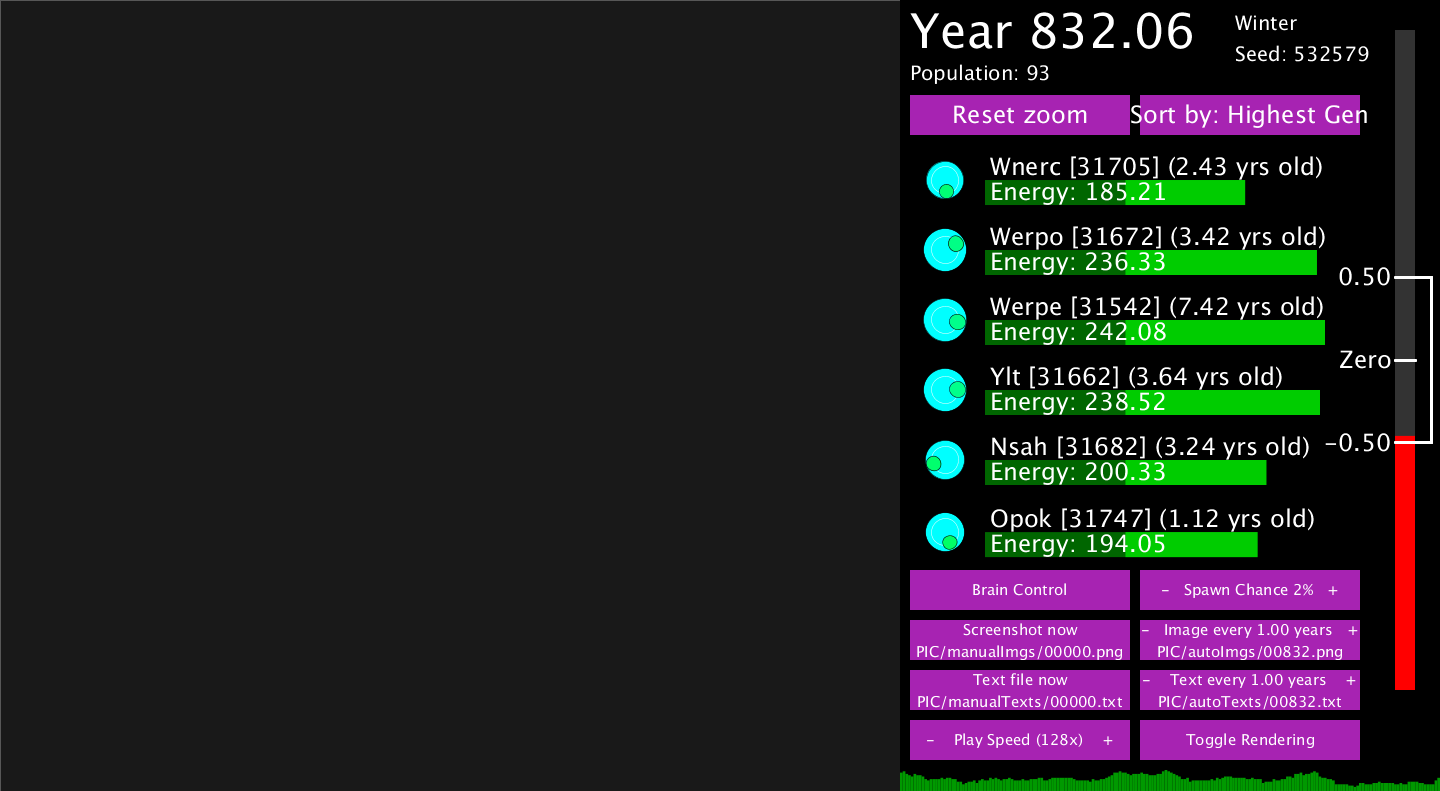 Year 832.06
Winter
Seed: 532579
Population: 93
Reset zoom
Sort by: Highest Gen
Wnerc [31705] (2.43 yrs old)
Energy: 185.21
Werpo [31672] (3.42 yrs old)
Energy: 236.33
0.50
Werpe [31542] (7.42 yrs old)
Energy: 242.08
Zero
Ylt [31662] (3.64 yrs old)
Energy: 238.52
Nsah [31682] (3.24 yrs old)
-0.50
Energy: 200.33
Opok [31747] (1.12 yrs old)
Energy: 194.05
Brain Control
- Spawn Chance 2% +
Screenshot now
PIC/manualImgs/00000.png
- Image every 1.00 years +
PIC/autoImgs/00832.png
Text file now
PIC/manualTexts/00000.txt
- Text every 1.00 years +
PIC/autoTexts/00832.txt
- Play Speed (128x) +
Toggle Rendering